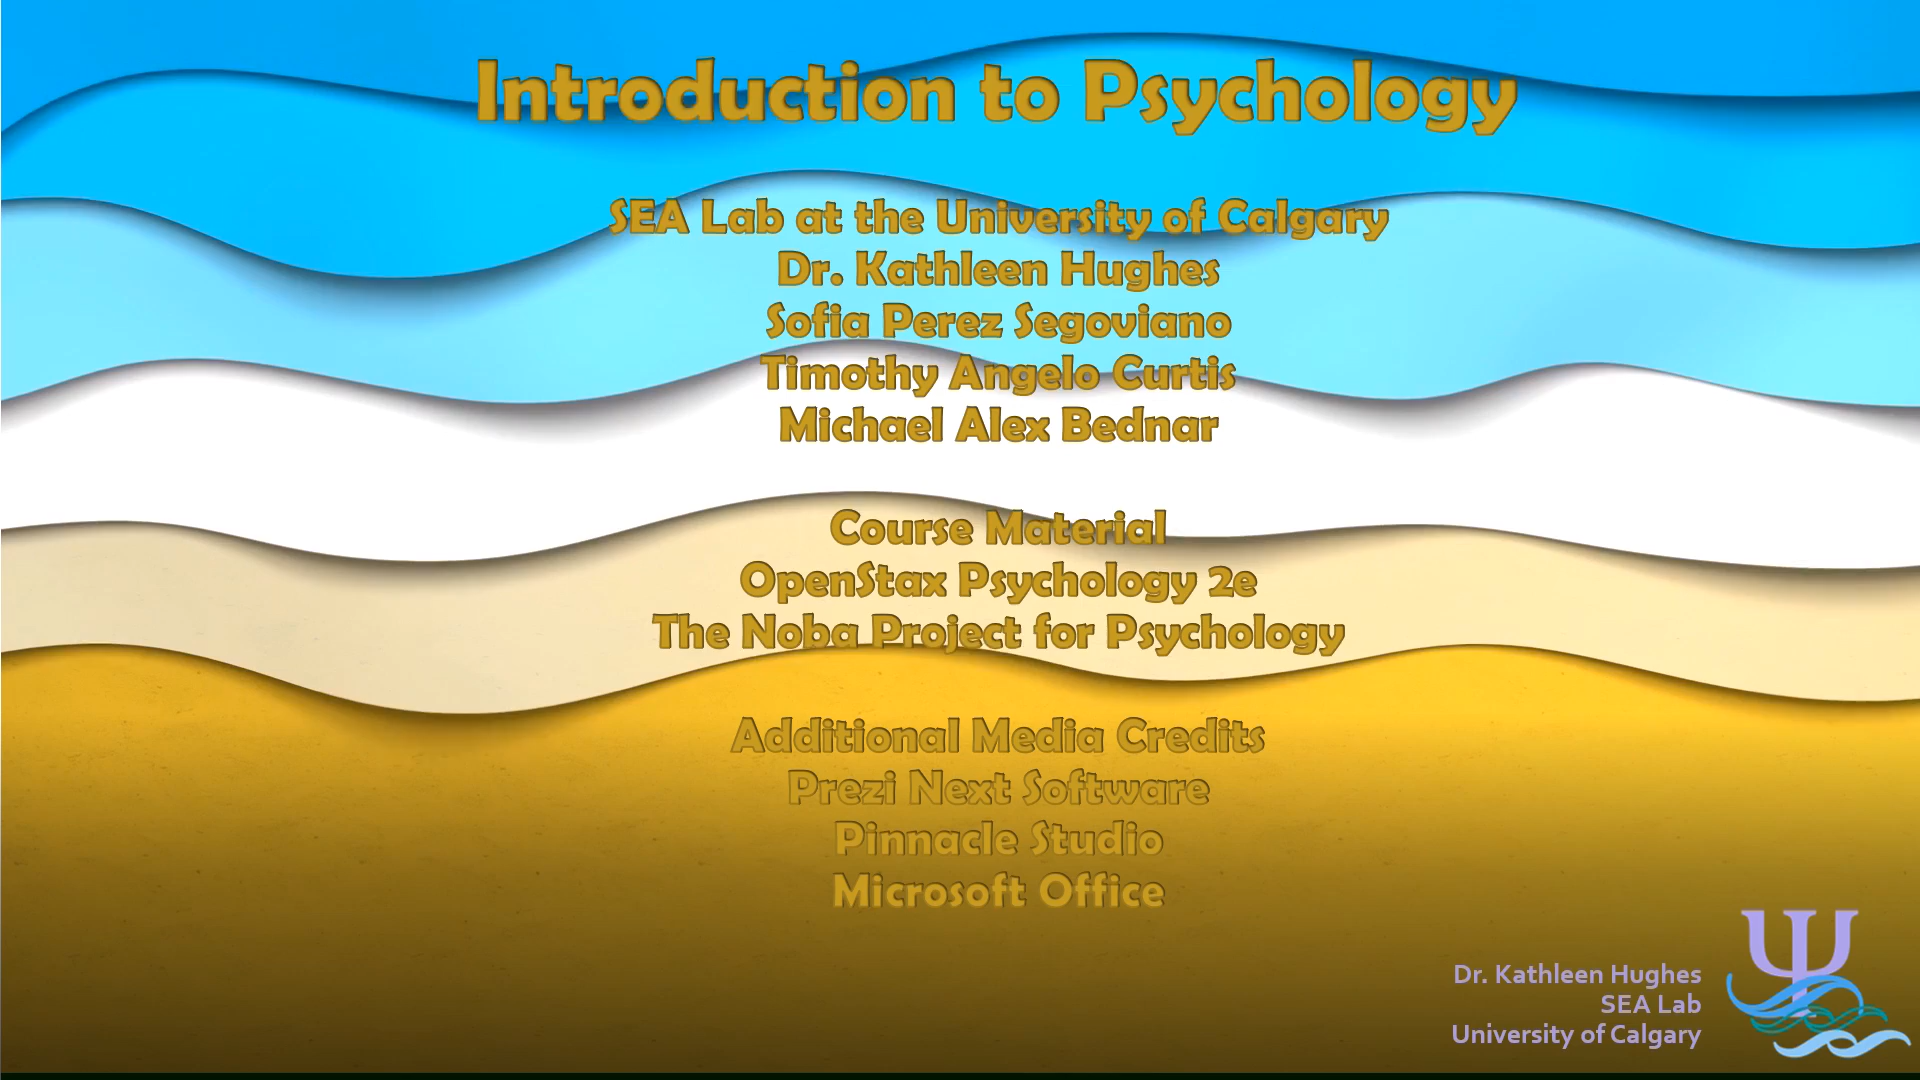 Introduction to Psychology
SEA Lab at the University of Calgary
Dr. Kathleen Hughes
Sofia Perez Segoviano
Timothy Angelo Curtis
Michael Alex Bednar
Course Material
OpenStax Psychology 2e
The Noba Project for Psychology
Additional Media Credits
Prezi Next Software
Pinnacle Studio
Microsoft Office
Dr. Kathleen Hughes
SEA Lab
University of Calgary